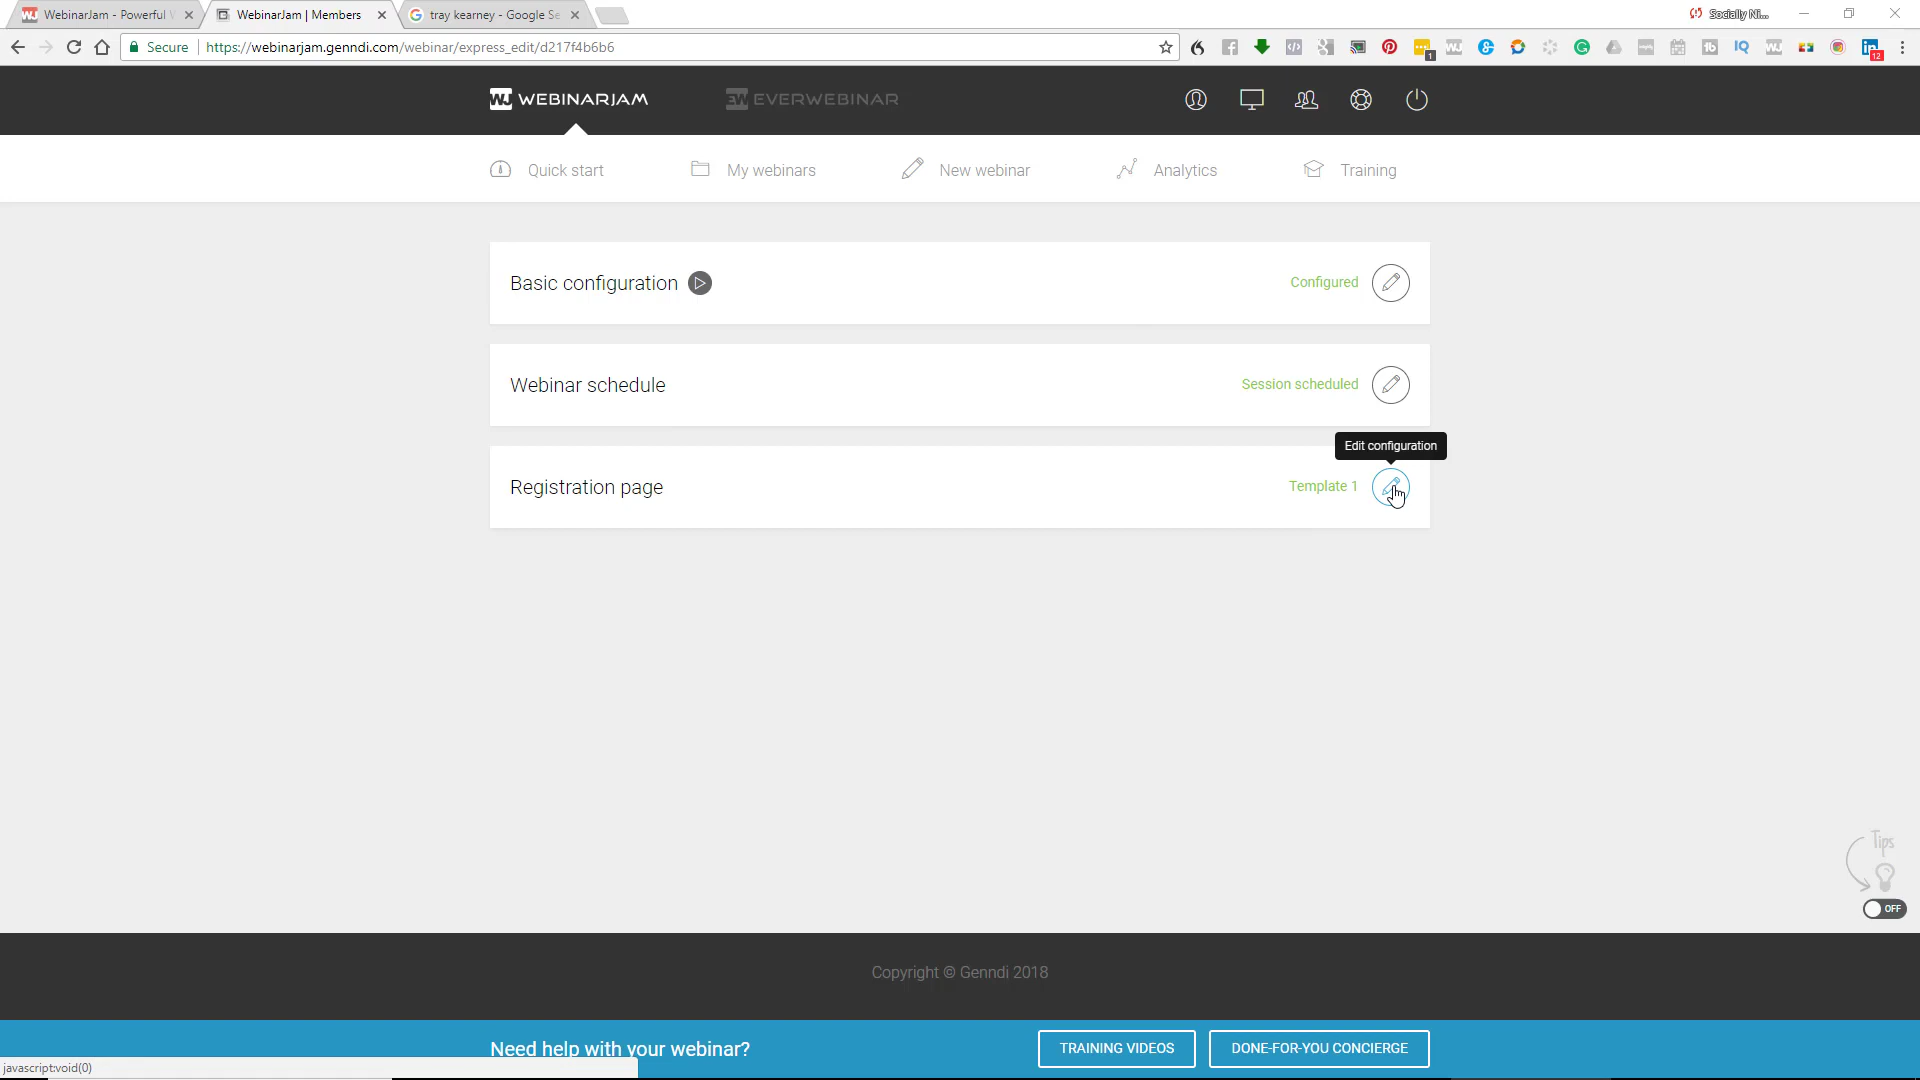 WebinarJam - Powerful
WebinarJam | Members
tray kearney - Google Se
Socially Ni...
Secure
https://webinarjam.genndi.com/webinar/express_edit/d217f4b6b6
WEBINARJAM
EVERWEBINAR
Quick start
My webinars
New webinar
Analytics
Training
Basic configuration
Configured
Webinar schedule
Session scheduled
Edit configuration
Registration page
Template 1
Tips
OFF
Copyright © Genndi 2018
Need help with your webinar?
TRAINING VIDEOS
DONE-FOR-YOU CONCIERGE
javascript:void(0)